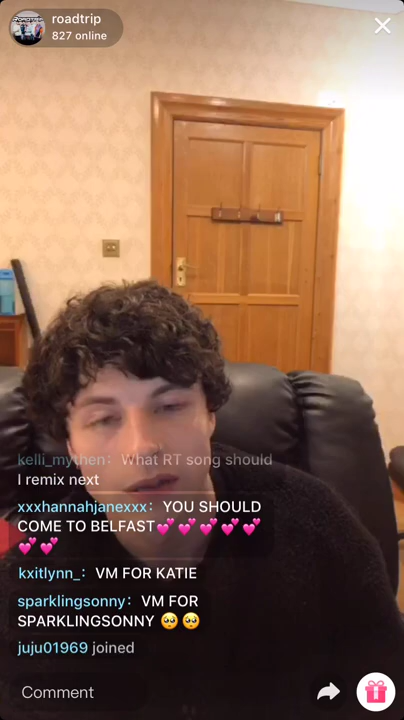 roadtrip
827 online
kelli_mythen: What RT song should
I remix next
xxxhannahjanexxx: YOU SHOULD
COME TO BELFAST💕💕💕💕💕
💕💕
kxitlynn_: VM FOR KATIE
sparklingsonny: VM FOR
SPARKLINGSONNY 🥺🥺
juju01969 joined
Comment